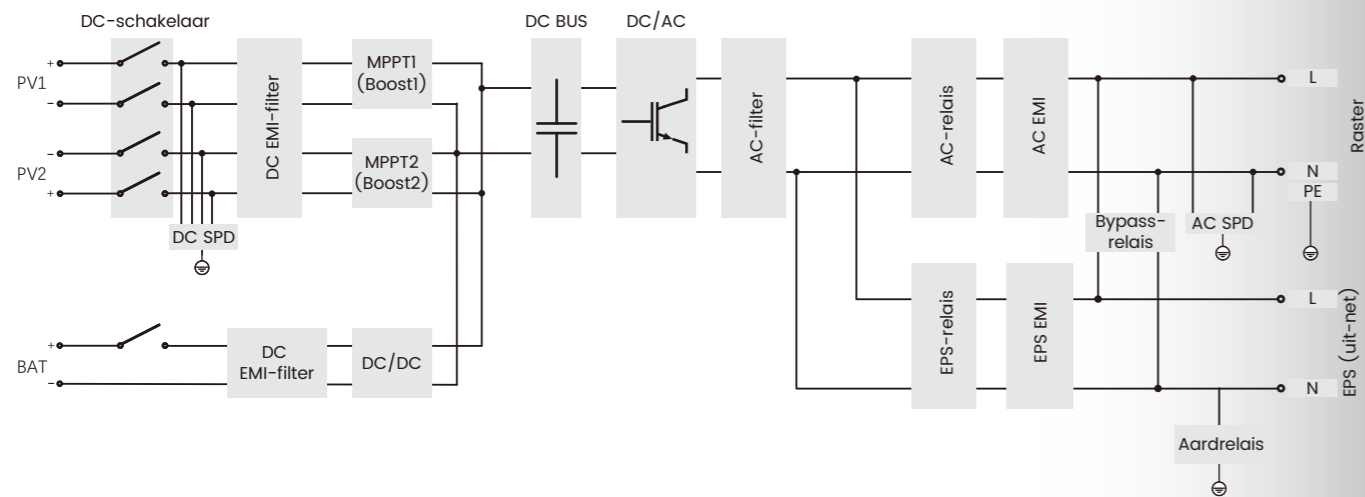 DC-schakelaar
DC BUS
DC/AC
+
PV1
-
-
PV2
+
DC EMI-filter
MPPT1
(Boost1)
MPPT2
(Boost2)
DC SPD
AC-filter
AC-relais
AC EMI
L
N
PE
Raster
Bypass-
relais
AC SPD
+
BAT
-
DC
EMI-filter
DC/DC
EPS-relais
EPS EMI
L
N
EPS (uit-net)
Aardrelais